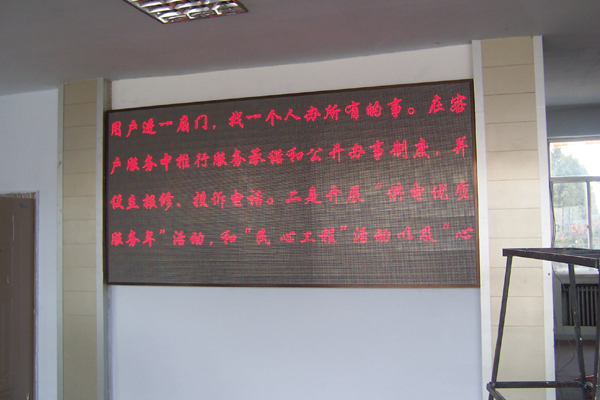 用户进一扇门，找一个人办所有的事。在客
户服务中推行服务承诺和公开办事制度，并
设立报修、投诉电话。二是开展“供电优质
服务年”活动，和“民心工程”活动以及“心